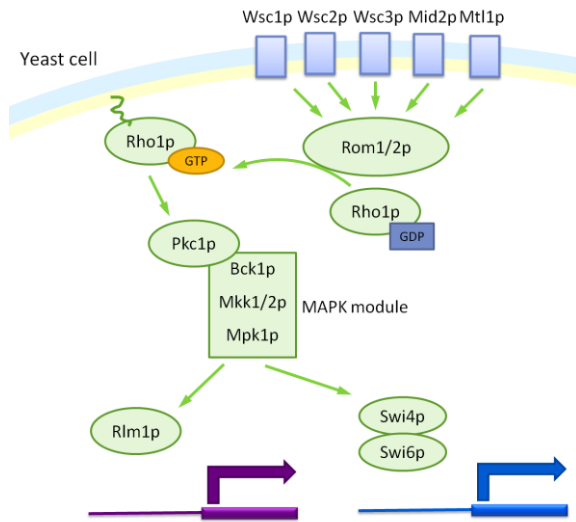 Wsc1p Wsc2p Wsc3p Mid2p Mtl1p
Yeast cell
Rho1p
GTP
Rom1/2p
Rho1p
GDP
Pkc1p
Bck1p
Mkk1/2p
Mpk1p
MAPK module
Rlm1p
Swi4p
Swi6p